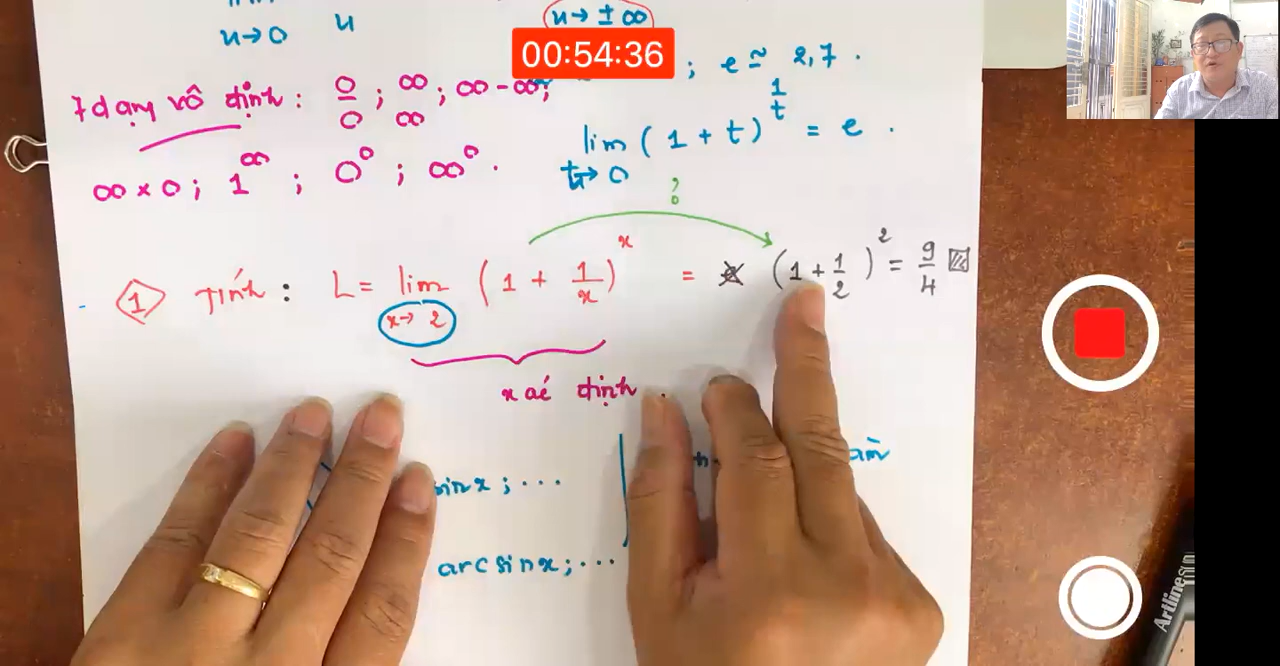 u→0 u
u→ ± ∞
00:54:36
; e ≃ 2,7 .
7 dạng vô định : 0/0 ; ∞/∞ ; ∞ - ∞ ;
lim ( 1 + t )^(1/t) = e .
t→ 0
∞ × 0 ; 1^∞ ; 0^0 ; ∞^0 .
?
1 Tính : L = lim ( 1 + 1/x )^x = ( 1 + 1/2 )^2 = 9/4
x→ 2
xác định .
sinx ; ...
arcsinx ; ...
Artline